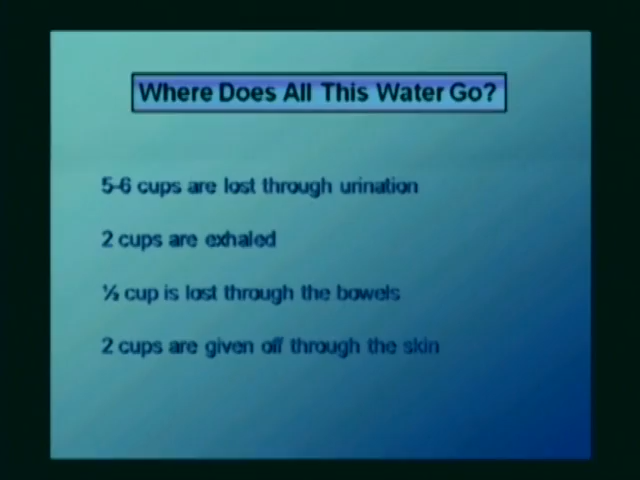 Where Does All This Water Go?
5-6 cups are lost through urination
2 cups are exhaled
½ cup is lost through the bowels
2 cups are given off through the skin